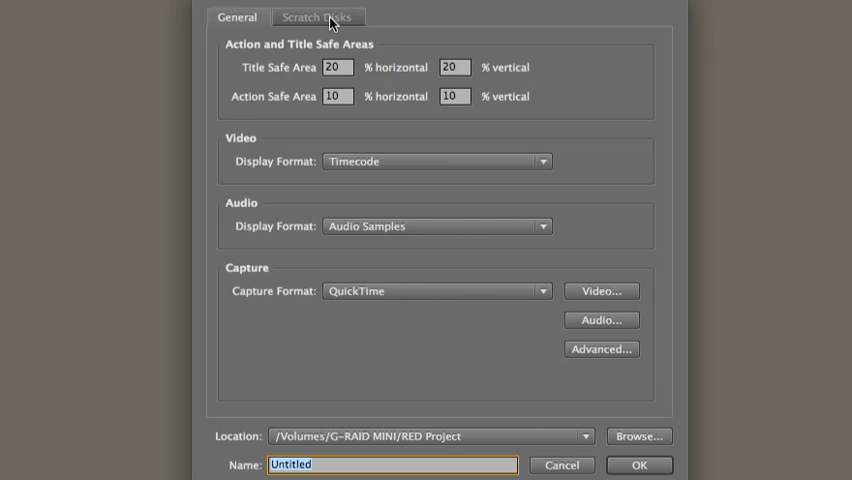 General Scratch Disks
Action and Title Safe Areas
Title Safe Area 20 % horizontal 20 % vertical
Action Safe Area 10 % horizontal 10 % vertical
Video
Display Format: Timecode
Audio
Display Format: Audio Samples
Capture
Capture Format: QuickTime Video...
Audio...
Advanced...
Location: /Volumes/G-RAID MINI/RED Project Browse...
Name: Untitled Cancel OK